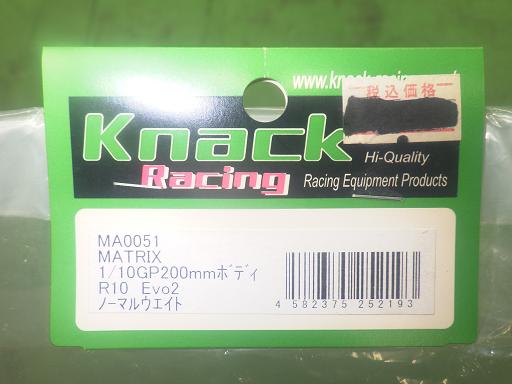 www.knack
税込価格
Knack
Racing
Hi-Quality
Racing Equipment Products
MA0051
MATRIX
1/10GP200mmボディ
R10 Evo2
ノーマルウエイト
4 582375 252193